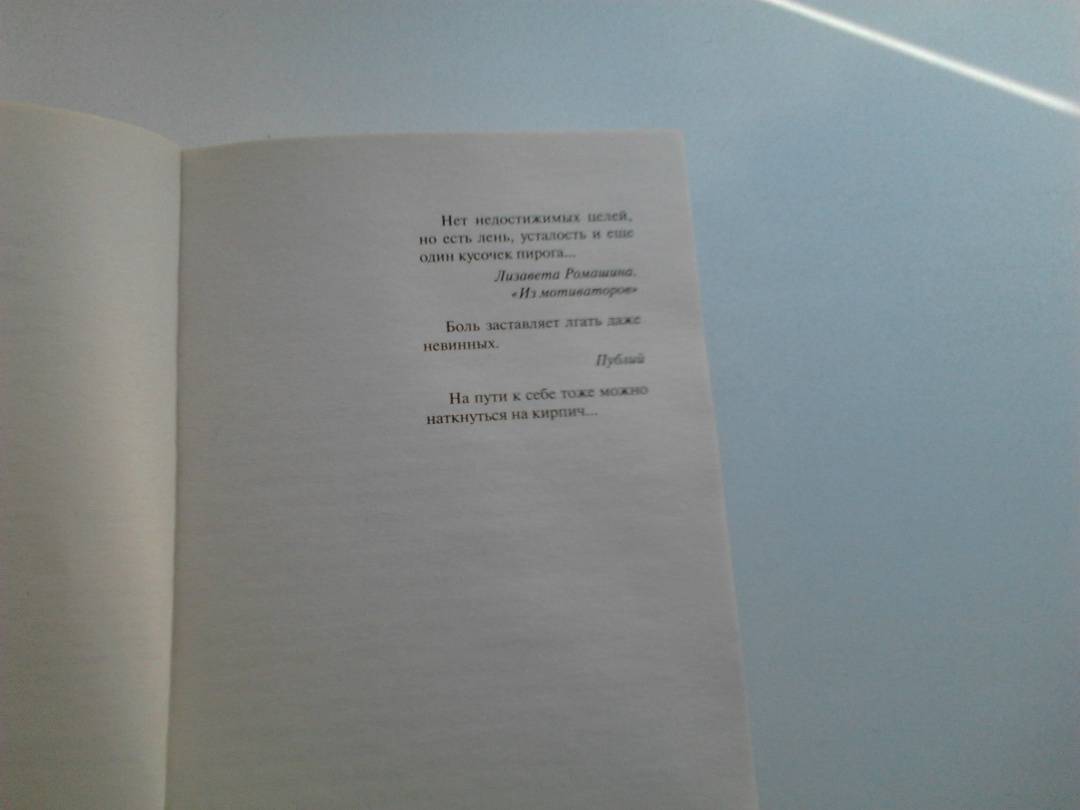 Нет недостижимых целей,
но есть лень, усталость и еще
один кусочек пирога...
Лизавета Ромашина.
«Из мотиваторов»
Боль заставляет лгать даже
невинных.
Публий
На пути к себе тоже можно
наткнуться на кирпич...